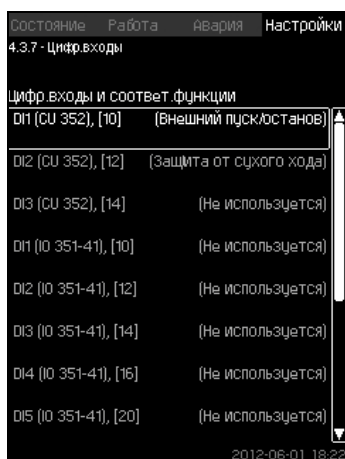 Состояние Работа Авария Настройки
4.3.7 - Цифр.входы
Цифр.входы и соответ.функции
DI1 (CU 352), [10] (Внешний пуск/останов)
DI2 (CU 352), [12] (Защита от сухого хода)
DI3 (CU 352), [14] (Не используется)
DI1 (IO 351-41), [10] (Не используется)
DI2 (IO 351-41), [12] (Не используется)
DI3 (IO 351-41), [14] (Не используется)
DI4 (IO 351-41), [16] (Не используется)
DI5 (IO 351-41), [20] (Не используется)
2012-06-01 18:22